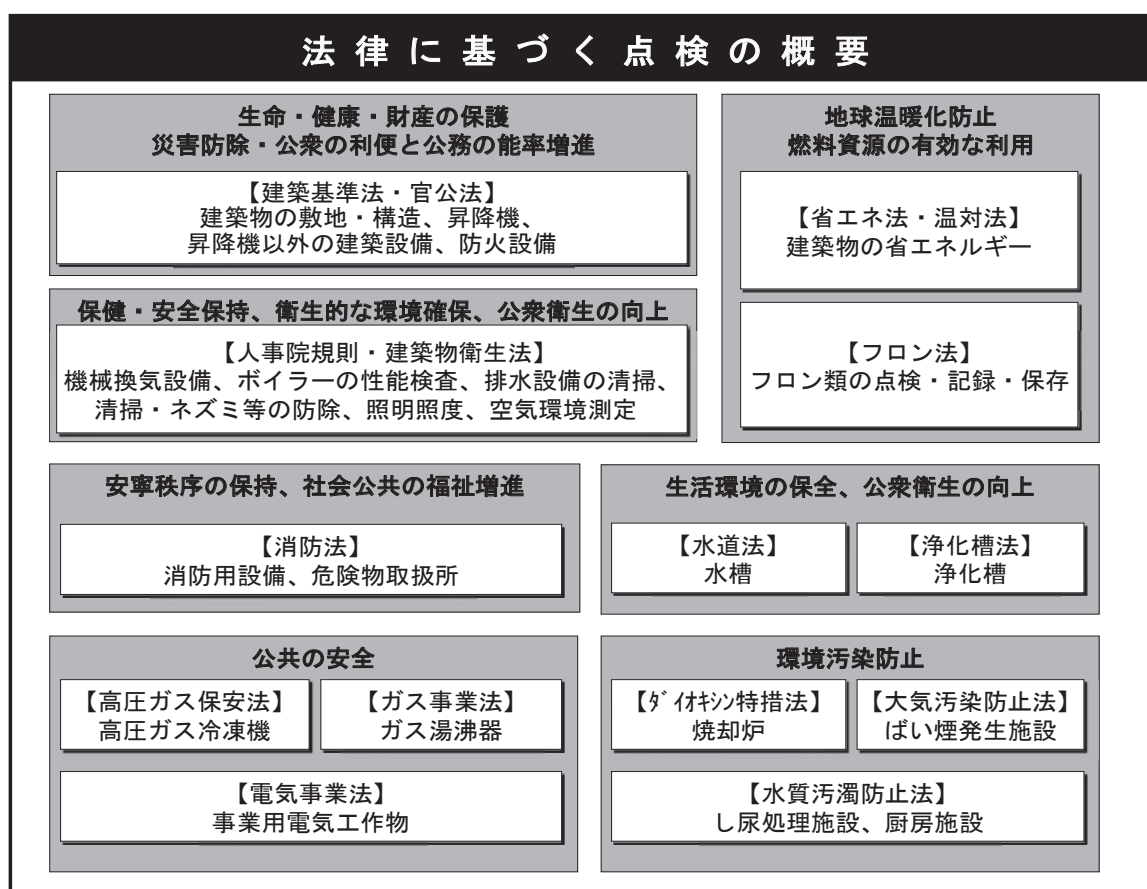 法律に基づく点検の概要
生命・健康・財産の保護
災害防除・公衆の利便と公務の能率増進
【建築基準法・官公法】
建築物の敷地・構造、昇降機、
昇降機以外の建築設備、防火設備
地球温暖化防止
燃料資源の有効な利用
【省エネ法・温対法】
建築物の省エネルギー
【フロン法】
フロン類の点検・記録・保存
保健・安全保持、衛生的な環境確保、公衆衛生の向上
【人事院規則・建築物衛生法】
機械換気設備、ボイラーの性能検査、排水設備の清掃、
清掃・ネズミ等の防除、照明照度、空気環境測定
安寧秩序の保持、社会公共の福祉増進
【消防法】
消防用設備、危険物取扱所
生活環境の保全、公衆衛生の向上
【水道法】
水槽
【浄化槽法】
浄化槽
公共の安全
【高圧ガス保安法】
高圧ガス冷凍機
【ガス事業法】
ガス湯沸器
【電気事業法】
事業用電気工作物
環境汚染防止
【ﾀﾞｲｵｷｼﾝ特措法】
焼却炉
【大気汚染防止法】
ばい煙発生施設
【水質汚濁防止法】
し尿処理施設、厨房施設